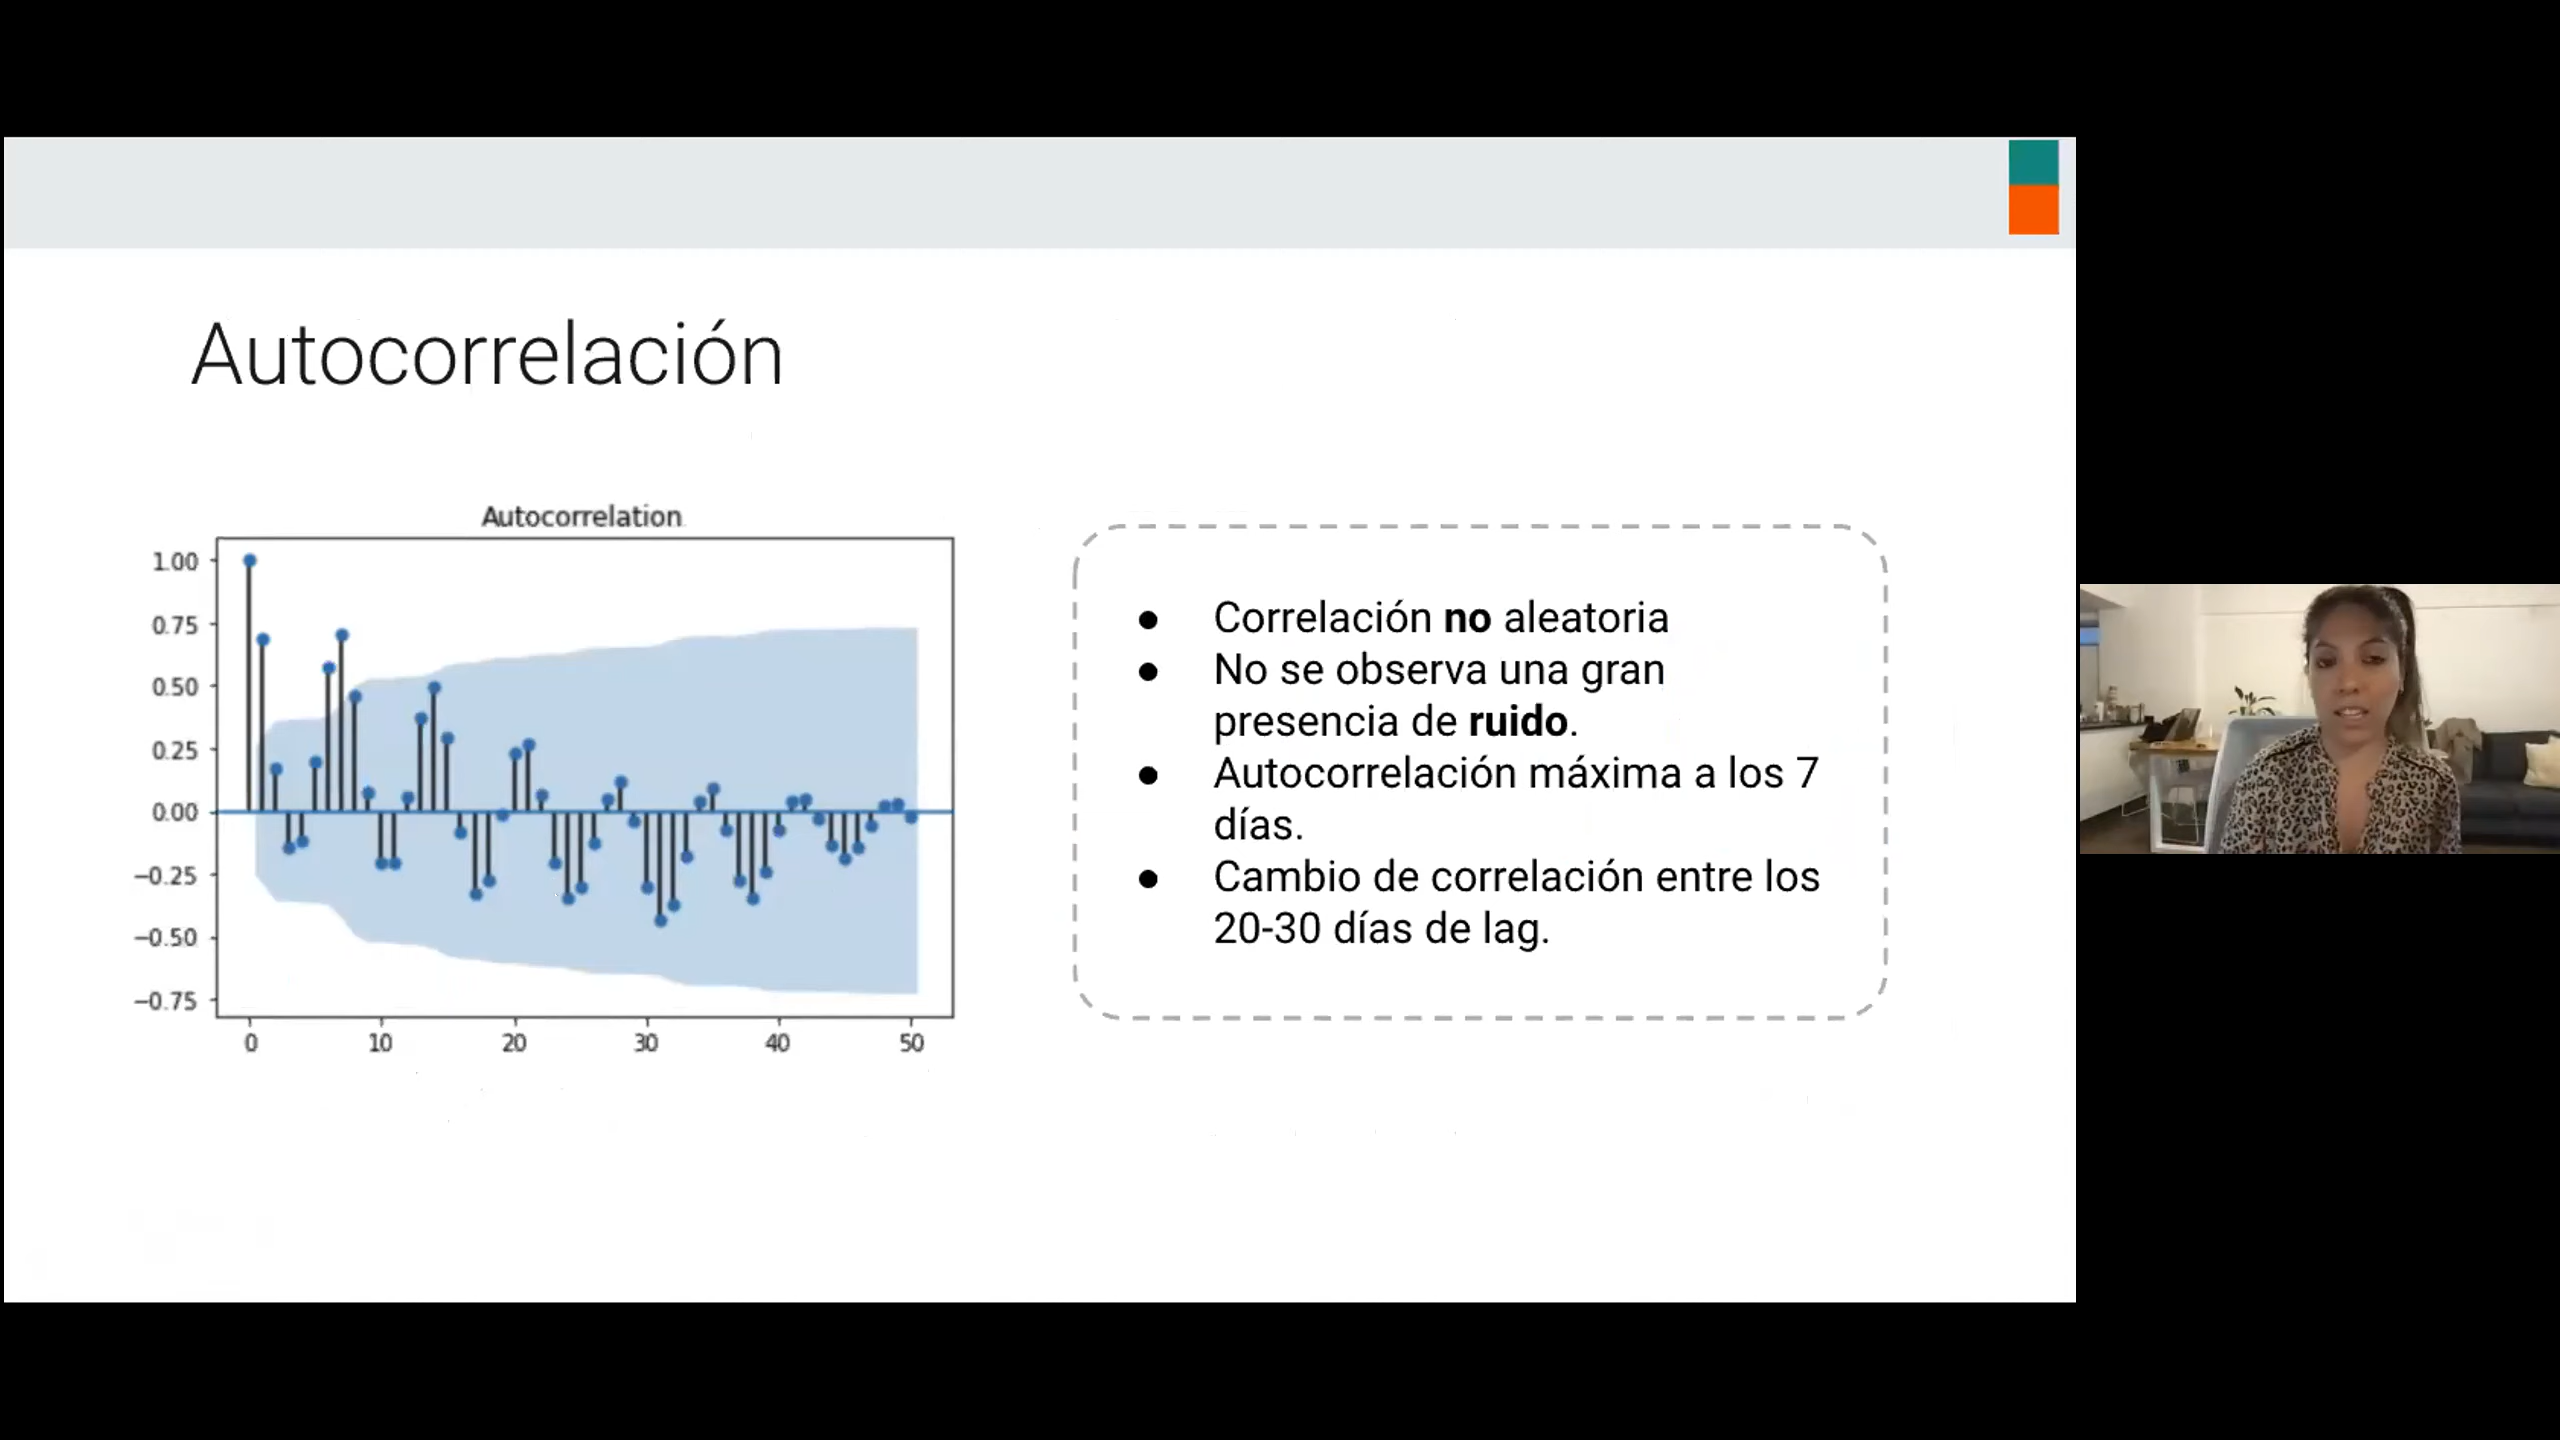 Autocorrelación
Autocorrelation
1.00
0.75
0.50
0.25
0.00
−0.25
−0.50
−0.75
0 10 20 30 40 50
● Correlación no aleatoria
● No se observa una gran
presencia de ruido.
● Autocorrelación máxima a los 7
días.
● Cambio de correlación entre los
20-30 días de lag.